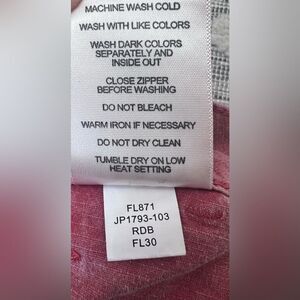 MACHINE WASH COLD
WASH WITH LIKE COLORS
WASH DARK COLORS
SEPARATELY AND
INSIDE OUT
CLOSE ZIPPER
BEFORE WASHING
DO NOT BLEACH
WARM IRON IF NECESSARY
DO NOT DRY CLEAN
TUMBLE DRY ON LOW
HEAT SETTING
FL871
JP1793-103
RDB
FL30